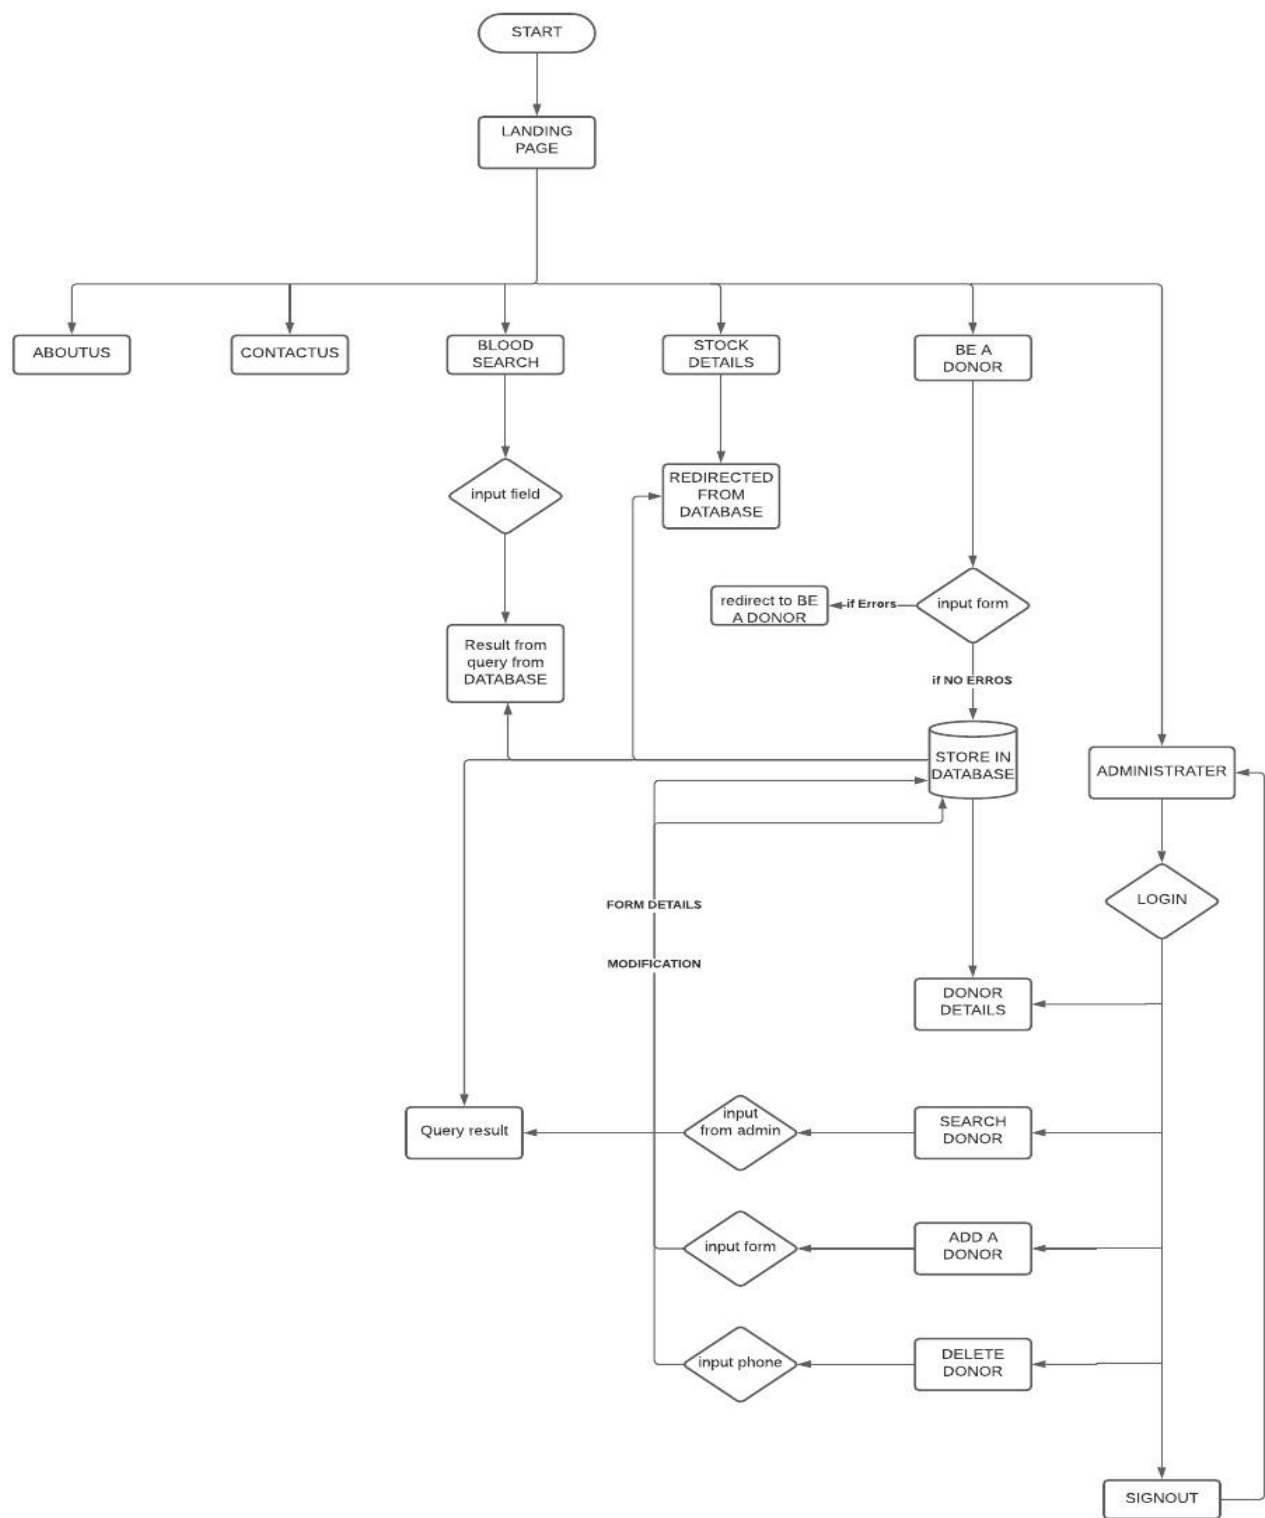 START
LANDING
PAGE
ABOUTUS
CONTACTUS
BLOOD
SEARCH
STOCK
DETAILS
BE A
DONOR
input field
REDIRECTED
FROM
DATABASE
redirect to BE
A DONOR
if Errors
input form
Result from
query from
DATABASE
if NO ERROS
STORE IN
DATABASE
ADMINISTRATER
LOGIN
FORM DETAILS
MODIFICATION
DONOR
DETAILS
Query result
input
from admin
SEARCH
DONOR
input form
ADD A
DONOR
input phone
DELETE
DONOR
SIGNOUT